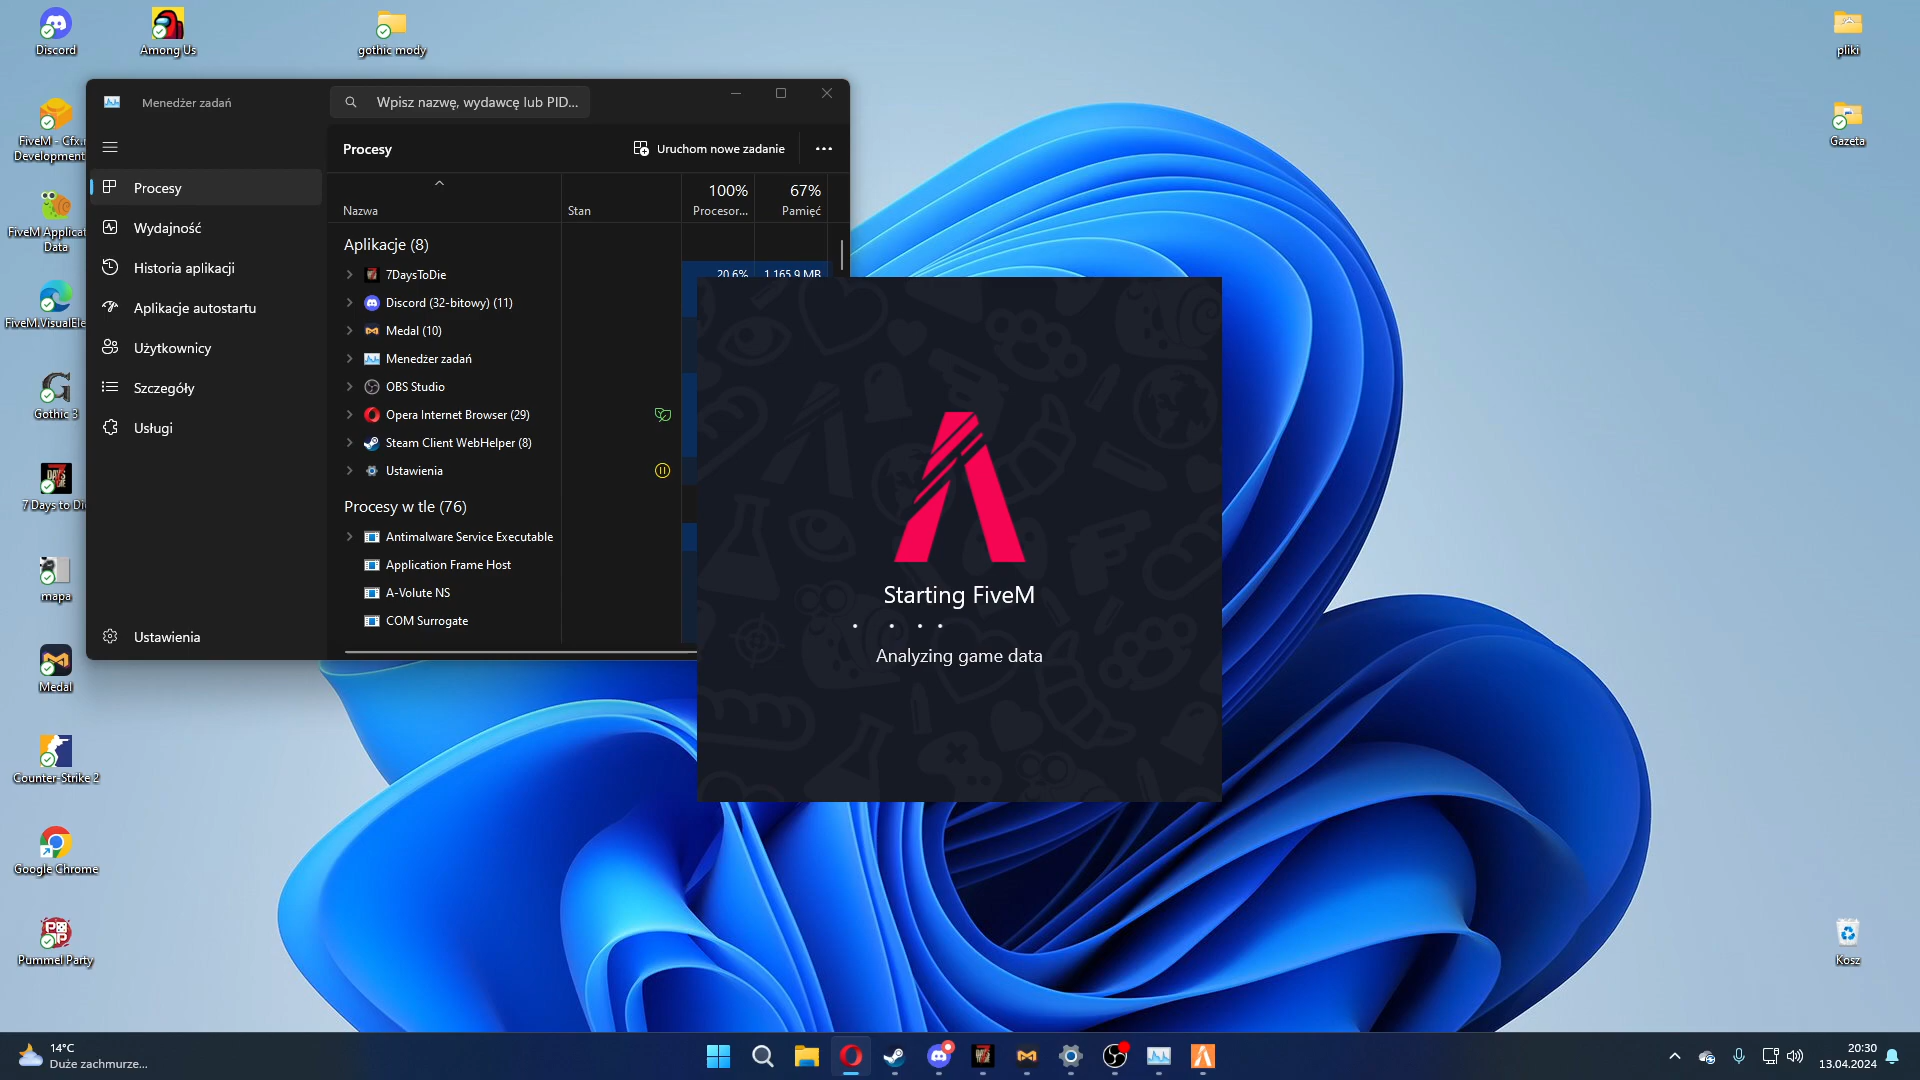 Discord
Among Us
gothic mody
pliki
Gazeta
FiveM - Cfx.r
Development
FiveM Applicat
Data
FiveM.VisualEle
Gothic 3
7 Days to Die
mapa
Medal
Counter-Strike 2
Google Chrome
Pummel Party
Kosz
Menedżer zadań
Wpisz nazwę, wydawcę lub PID...
Procesy
Uruchom nowe zadanie
Procesy
Wydajność
Historia aplikacji
Aplikacje autostartu
Użytkownicy
Szczegóły
Usługi
Ustawienia
100%
67%
Nazwa
Stan
Procesor...
Pamięć
Aplikacje (8)
7DaysToDie
20,6%
1 165,9 MB
Discord (32-bitowy) (11)
Medal (10)
Menedżer zadań
OBS Studio
Opera Internet Browser (29)
Steam Client WebHelper (8)
Ustawienia
Procesy w tle (76)
Antimalware Service Executable
Application Frame Host
A-Volute NS
COM Surrogate
Starting FiveM
Analyzing game data
14°C
Duże zachmurze...
20:30
13.04.2024